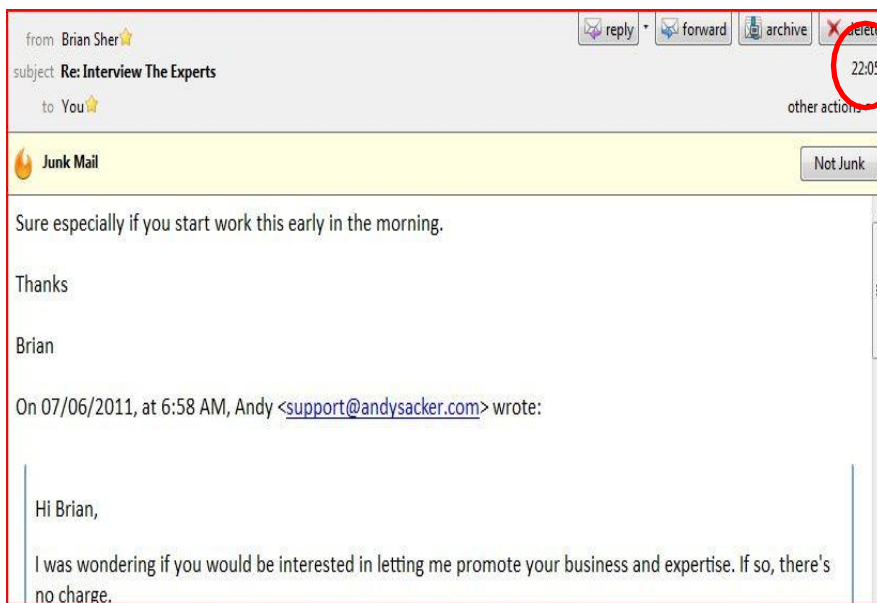 from Brian Sher
reply forward archive delete
subject Re: Interview The Experts
22:05
to You
other actions
Junk Mail
Not Junk
Sure especially if you start work this early in the morning.
Thanks
Brian
On 07/06/2011, at 6:58 AM, Andy <support@andysacker.com> wrote:
Hi Brian,
I was wondering if you would be interested in letting me promote your business and expertise. If so, there's
no charge.